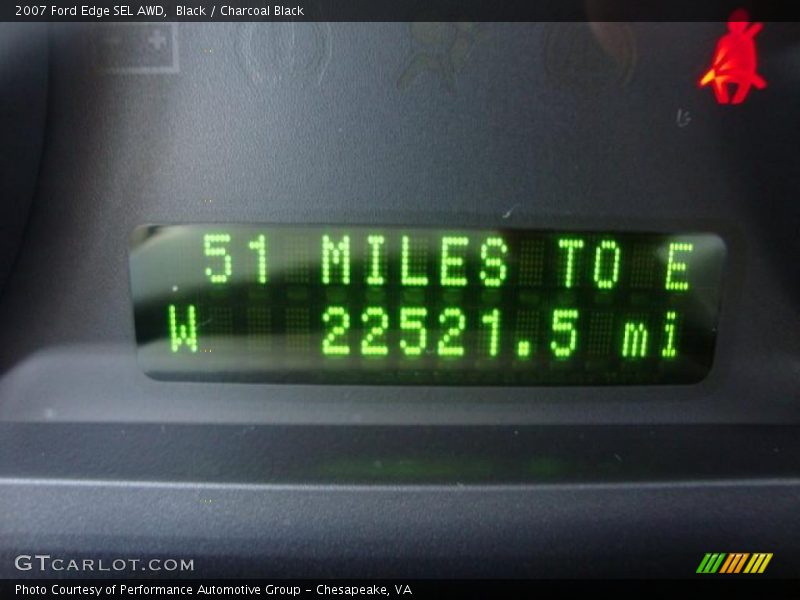 2007 Ford Edge SEL AWD,  Black / Charcoal Black
51 MILES TO E
W 22521.5 mi
GTCARLOT.COM
Photo Courtesy of Performance Automotive Group - Chesapeake, VA